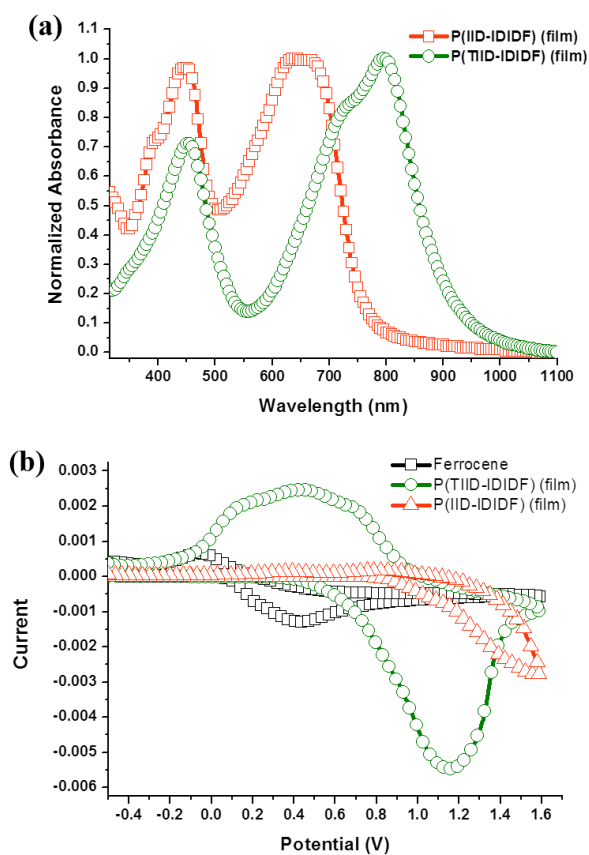 (a)
P(IID-IDIDF) (film)
P(TIID-IDIDF) (film)
1.1
1.0
0.9
0.8
0.7
0.6
0.5
0.4
0.3
0.2
0.1
0.0
Normalized Absorbance
400 500 600 700 800 900 1000 1100
Wavelength (nm)
(b)
Ferrocene
P(TIID-IDIDF) (film)
P(IID-IDIDF) (film)
0.003
0.002
0.001
0.000
-0.001
-0.002
-0.003
-0.004
-0.005
-0.006
Current
-0.4 -0.2 0.0 0.2 0.4 0.6 0.8 1.0 1.2 1.4 1.6
Potential (V)